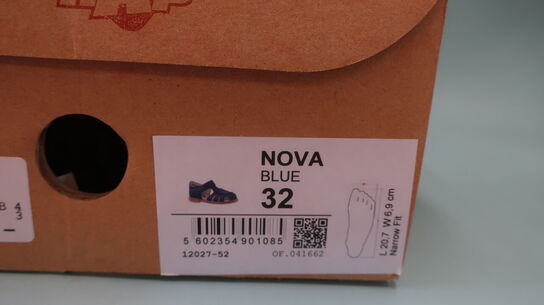 NOVA
BLUE
32
5 602354 901085
12027-52
OF.041662
L 20,7 W 6,9 cm
Narrow Fit